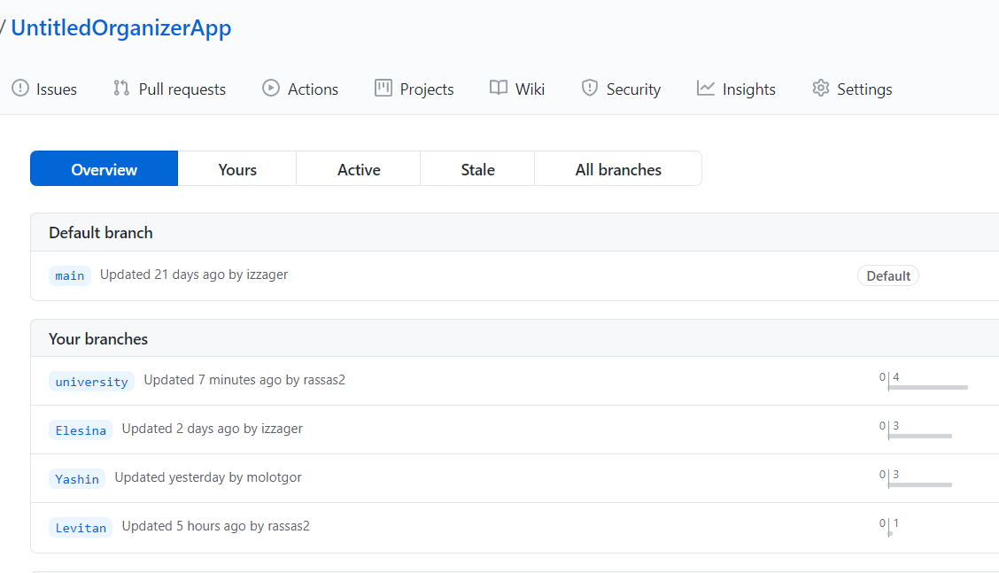 / UntitledOrganizerApp
Issues Pull requests Actions Projects Wiki Security Insights Settings
Overview Yours Active Stale All branches
Default branch
main Updated 21 days ago by izzager Default
Your branches
university Updated 7 minutes ago by rassas2 0 4
Elesina Updated 2 days ago by izzager 0 3
Yashin Updated yesterday by molotgor 0 3
Levitan Updated 5 hours ago by rassas2 0 1